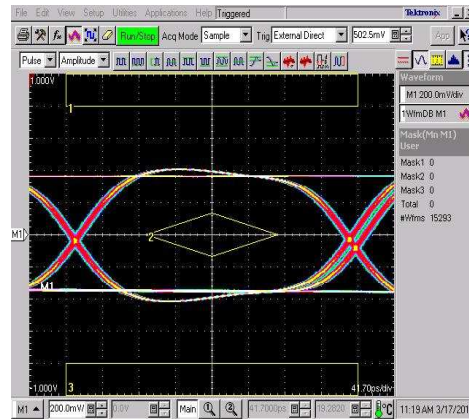 File Edit View Setup Utilities Applications Help Triggered Tektronix
Run/Stop Acq Mode Sample Trig External Direct 502.5mV App
Pulse Amplitude
1.000V
Waveform
M1 200.0mV/div
1WfmDB M1
Mask(Mn M1)
User
Mask1 0
Mask2 0
Mask3 0
Total 0
#Wfms 15293
1
M1
2
M1
3
-1.000V
41.70ps/div
M1 200.0mV/ 0.0V Main 41.7000ps 19.2820 °C 11:19 AM 3/17/201